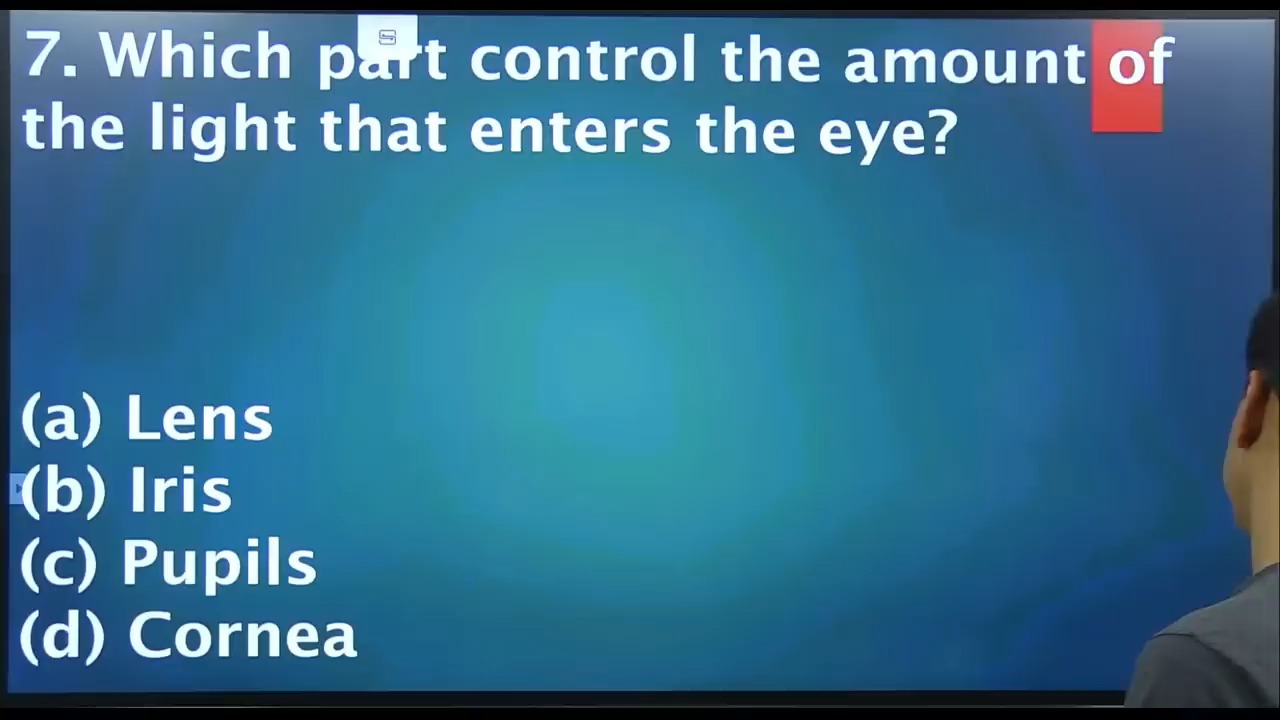 7. Which part control the amount of
the light that enters the eye?
(a) Lens
(b) Iris
(c) Pupils
(d) Cornea